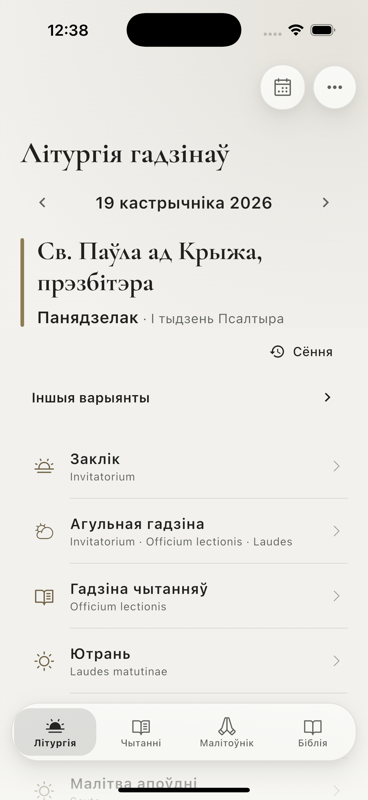 12:38
Літургія гадзінаў
19 кастрычніка 2026
Св. Паўла ад Крыжа,
прэзбітэра
Панядзелак · I тыдзень Псалтыра
Сёння
Іншыя варыянты
Заклік
Invitatorium
Агульная гадзіна
Invitatorium · Officium lectionis · Laudes
Гадзіна чытанняў
Officium lectionis
Ютрань
Laudes matutinae
Літургія
Чытанні
Малітоўнік
Біблія
Малітва апоўдні